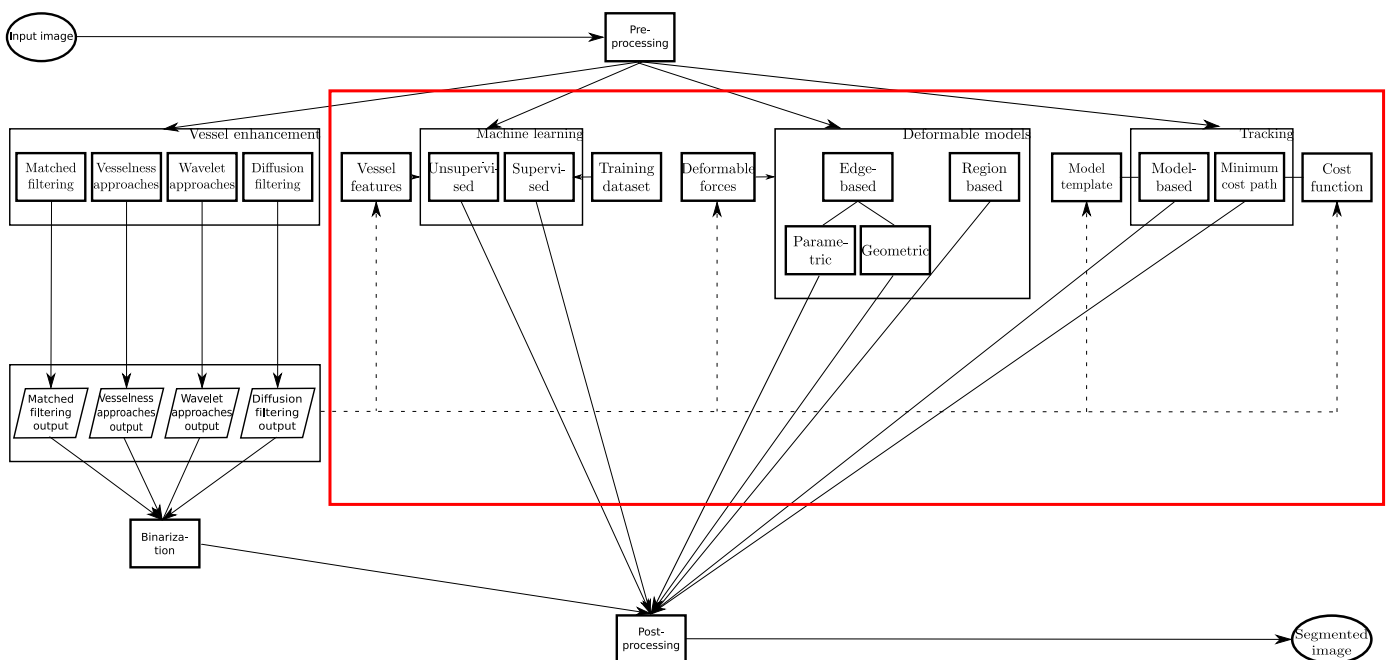 Input image
Pre-
processing
Vessel enhancement
Machine learning
Deformable models
Tracking
Matched
filtering
Vesselness
approaches
Wavelet
approaches
Diffusion
filtering
Vessel
features
Unsupervi-
sed
Supervi-
sed
Training
dataset
Deformable
forces
Edge-
based
Region
based
Model
template
Model-
based
Minimum
cost path
Cost
function
Parame-
tric
Geometric
Matched
filtering
output
Vesselness
approaches
output
Wavelet
approaches
output
Diffusion
filtering
output
Binariza-
tion
Post-
processing
Segmented
image